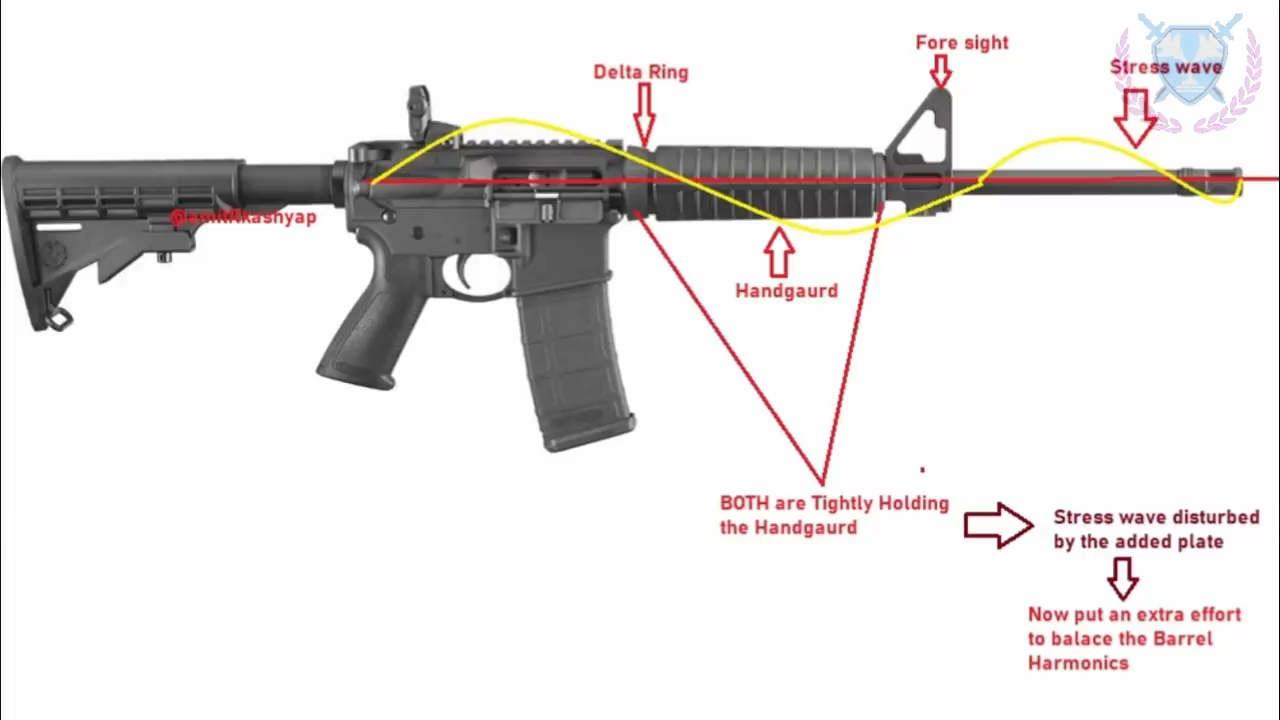 Fore sight
Delta Ring
Stress wave
Handgaurd
BOTH are Tightly Holding
the Handgaurd
Stress wave disturbed
by the added plate
Now put an extra effort
to balace the Barrel
Harmonics